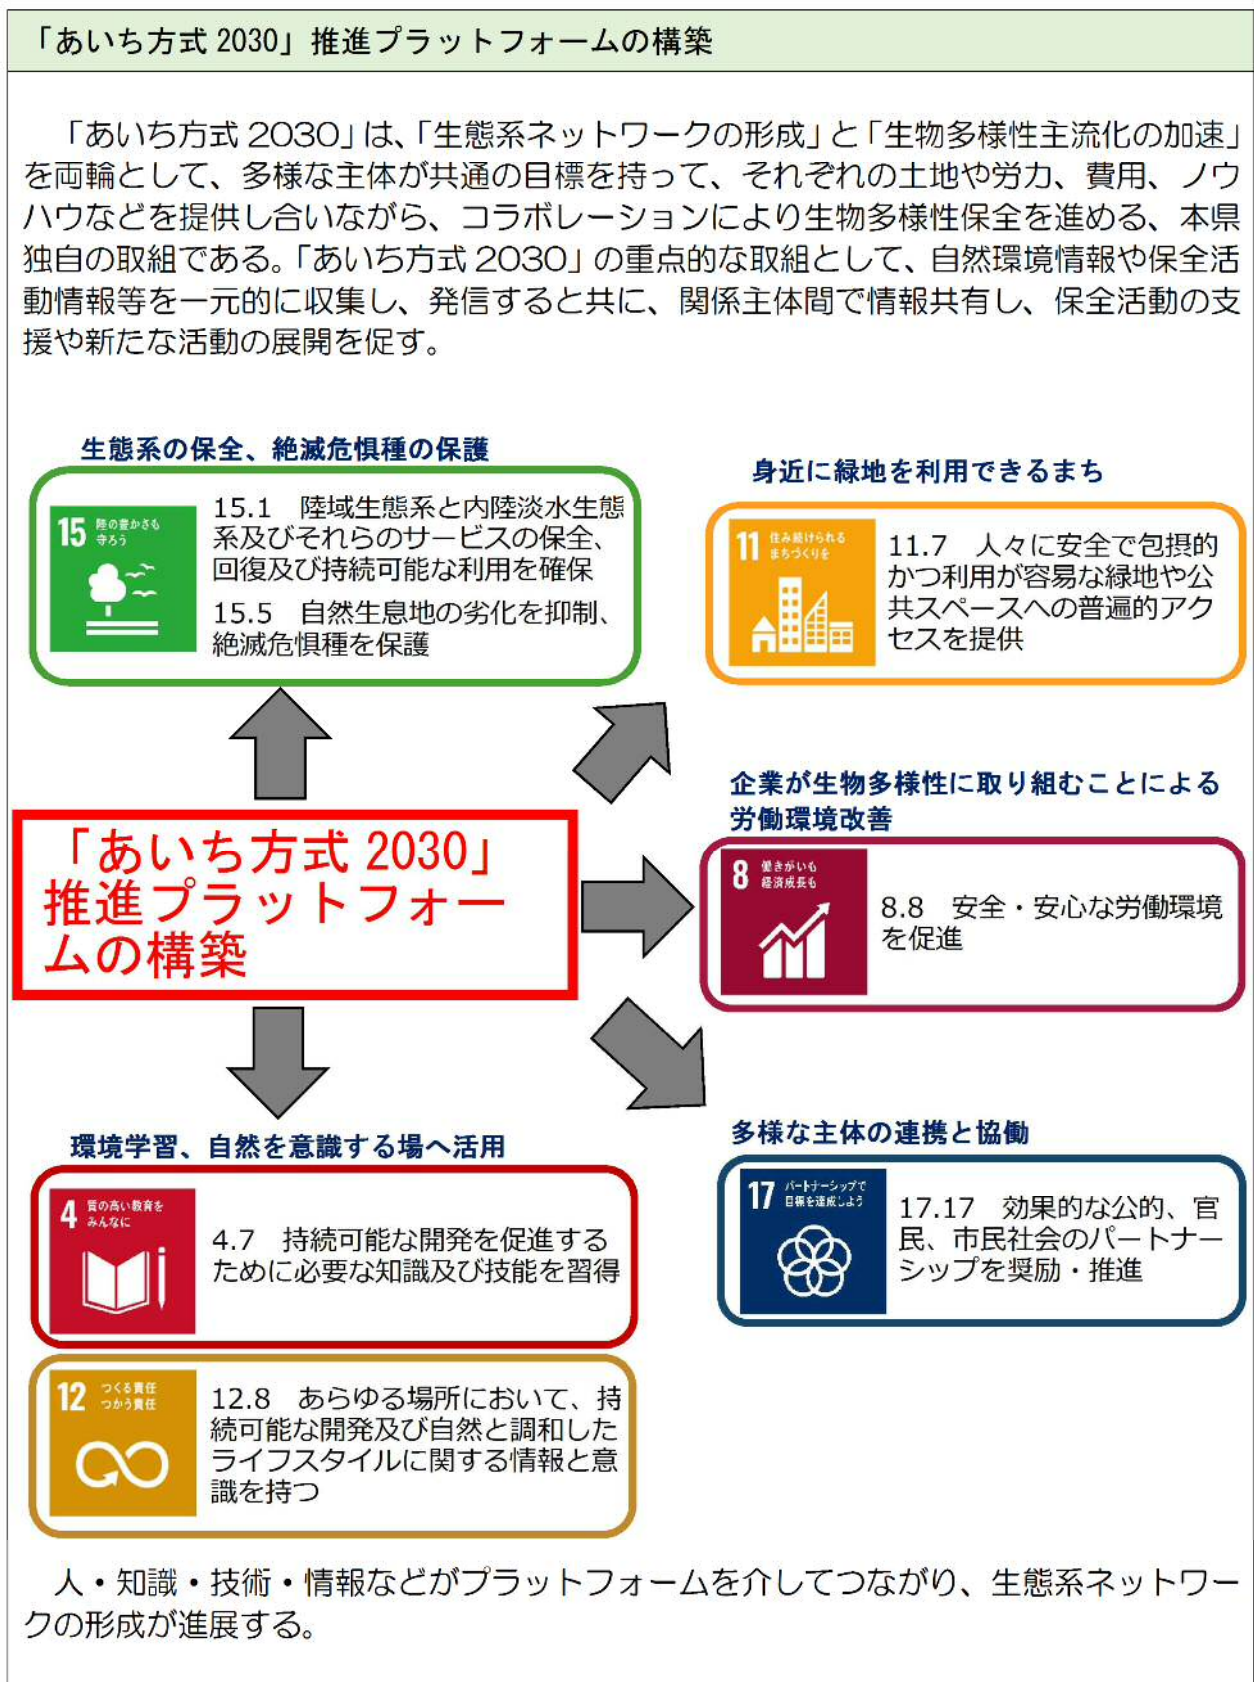 「あいち方式 2030」推進プラットフォームの構築
「あいち方式 2030」は、「生態系ネットワークの形成」と「生物多様性主流化の加速」
を両輪として、多様な主体が共通の目標を持って、それぞれの土地や労力、費用、ノウ
ハウなどを提供し合いながら、コラボレーションにより生物多様性保全を進める、本県
独自の取組である。「あいち方式 2030」の重点的な取組として、自然環境情報や保全活
動情報等を一元的に収集し、発信すると共に、関係主体間で情報共有し、保全活動の支
援や新たな活動の展開を促す。
生態系の保全、絶滅危惧種の保護
15 陸の豊かさも
守ろう
15.1 陸域生態系と内陸淡水生態
系及びそれらのサービスの保全、
回復及び持続可能な利用を確保
15.5 自然生息地の劣化を抑制、
絶滅危惧種を保護
身近に緑地を利用できるまち
11 住み続けられる
まちづくりを
11.7 人々に安全で包摂的
かつ利用が容易な緑地や公
共スペースへの普遍的アク
セスを提供
企業が生物多様性に取り組むことによる
労働環境改善
8 働きがいも
経済成長も
8.8 安全・安心な労働環境
を促進
「あいち方式 2030」
推進プラットフォー
ムの構築
環境学習、自然を意識する場へ活用
4 質の高い教育を
みんなに
4.7 持続可能な開発を促進する
ために必要な知識及び技能を習得
12 つくる責任
つかう責任
12.8 あらゆる場所において、持
続可能な開発及び自然と調和した
ライフスタイルに関する情報と意
識を持つ
多様な主体の連携と協働
17 パートナーシップで
目標を達成しよう
17.17 効果的な公的、官
民、市民社会のパートナー
シップを奨励・推進
人・知識・技術・情報などがプラットフォームを介してつながり、生態系ネットワー
クの形成が進展する。